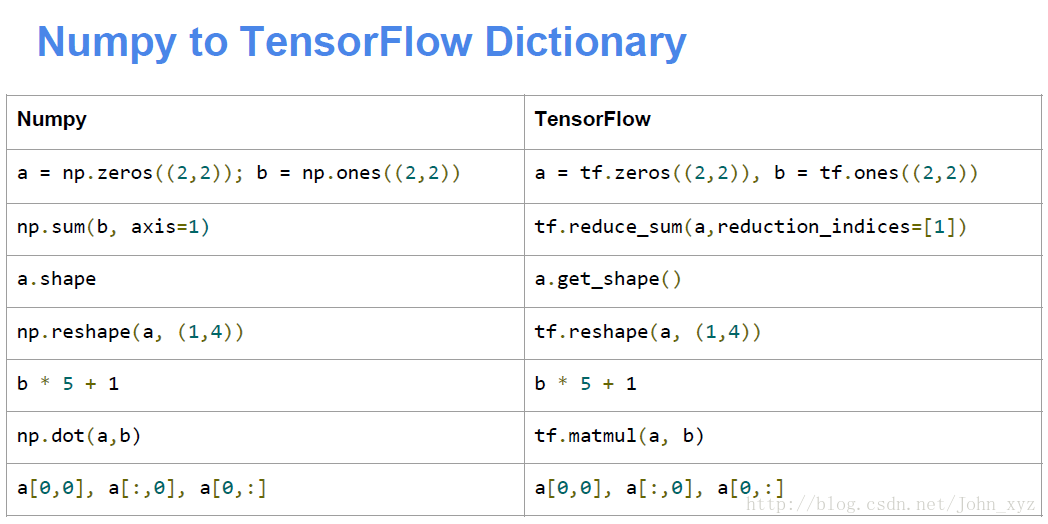 Numpy to TensorFlow Dictionary
Numpy
TensorFlow
a = np.zeros((2,2)); b = np.ones((2,2))
a = tf.zeros((2,2)), b = tf.ones((2,2))
np.sum(b, axis=1)
tf.reduce_sum(a,reduction_indices=[1])
a.shape
a.get_shape()
np.reshape(a, (1,4))
tf.reshape(a, (1,4))
b * 5 + 1
b * 5 + 1
np.dot(a,b)
tf.matmul(a, b)
a[0,0], a[:,0], a[0,:]
a[0,0], a[:,0], a[0,:]
http://blog.csdn.net/John_xyz